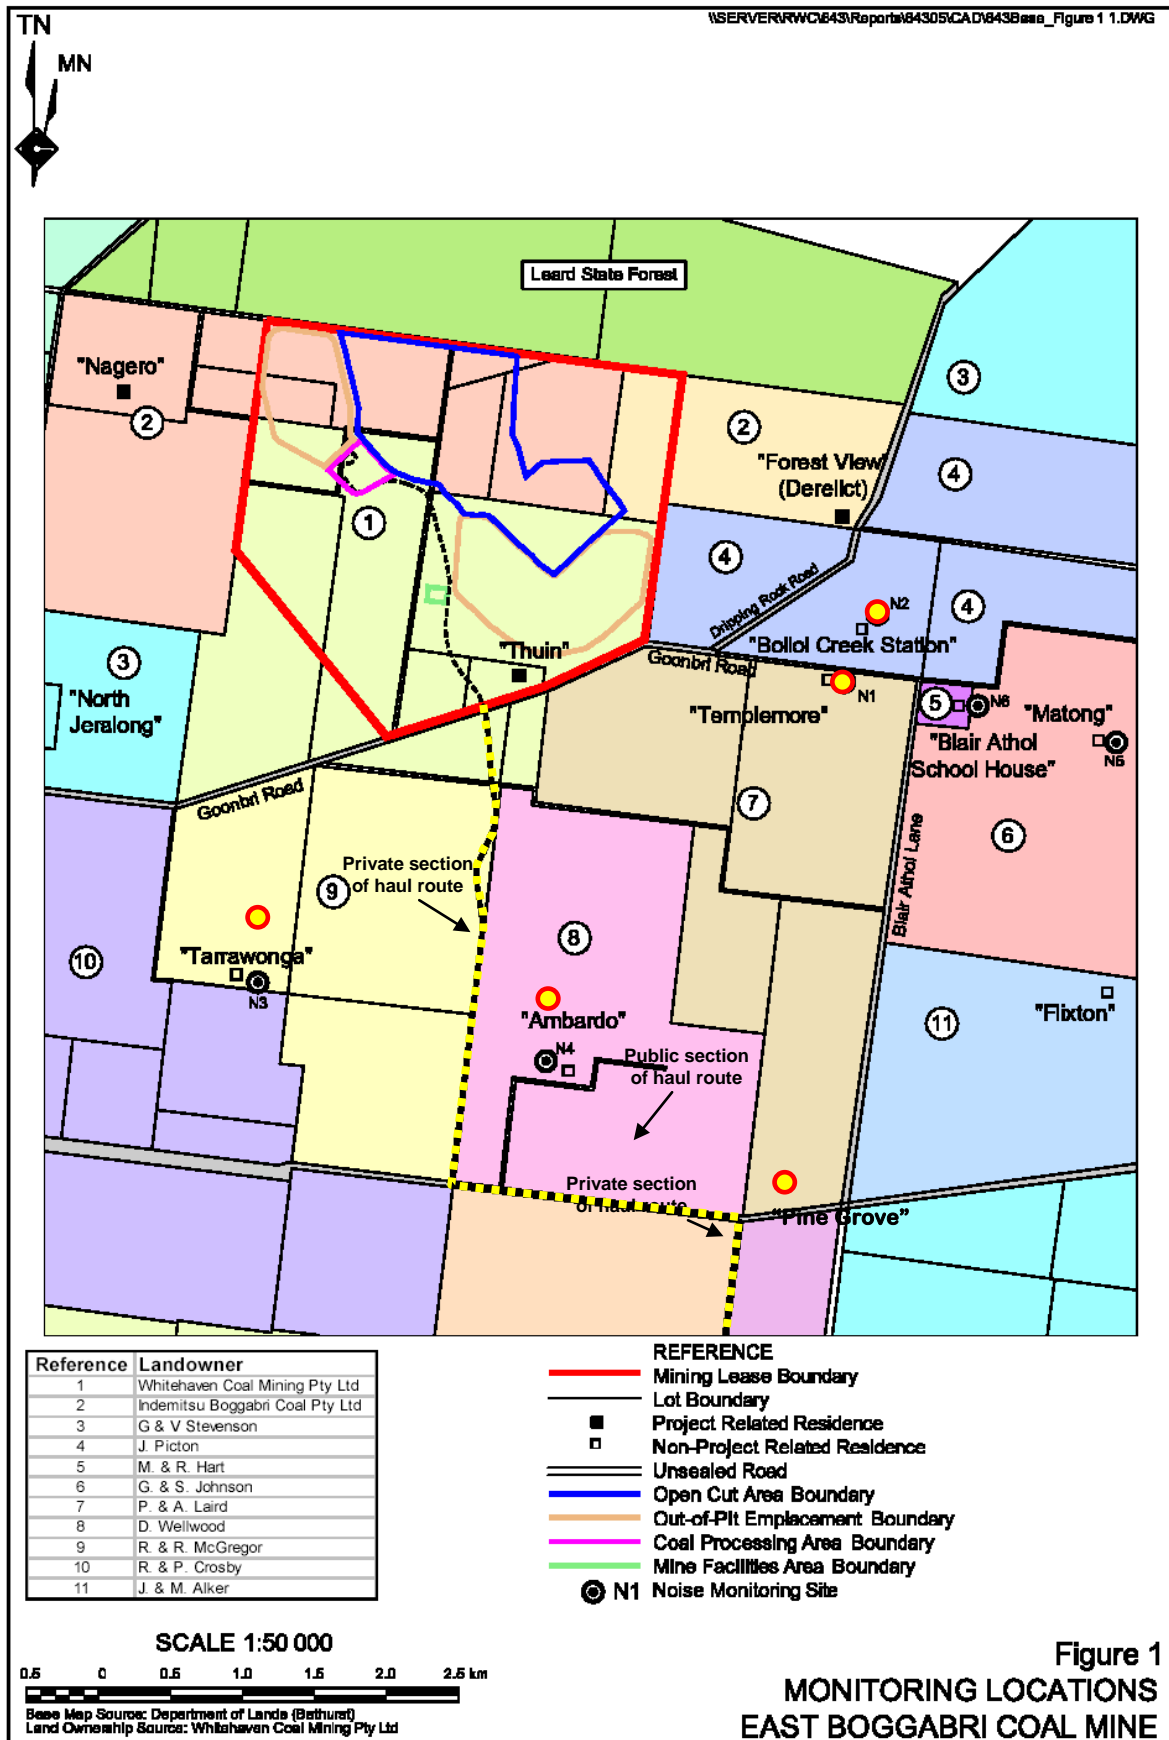 \\SERVER\RWC\643\Reports\64305\CAD\643Base_Figure 1 1.DWG
TN
MN
Leard State Forest
"Nagero"
2
3
2
"Forest View"
(Derelict)
4
1
4
Dripping Rock Road
N2
4
"Bollol Creek Station"
"Thuin"
Goonbri Road
3
"North
Jeralong"
N1
"Templemore"
5
N6
"Matong"
N5
"Blair Athol
School House"
Goonbri Road
7
6
Blair Athol Lane
Private section
of haul route
9
8
10
"Tarrawonga"
N3
"Ambardo"
N4
11
"Flixton"
Public section
of haul route
Private section
of haul route
"Pine Grove"
Reference Landowner
1 Whitehaven Coal Mining Pty Ltd
2 Indemitsu Boggabri Coal Pty Ltd
3 G & V Stevenson
4 J. Picton
5 M. & R. Hart
6 G. & S. Johnson
7 P. & A. Laird
8 D. Wellwood
9 R. & R. McGregor
10 R. & P. Crosby
11 J. & M. Alker
REFERENCE
Mining Lease Boundary
Lot Boundary
Project Related Residence
Non-Project Related Residence
Unsealed Road
Open Cut Area Boundary
Out-of-Pit Emplacement Boundary
Coal Processing Area Boundary
Mine Facilities Area Boundary
N1 Noise Monitoring Site
SCALE 1:50 000
0.5 0 0.5 1.0 1.5 2.0 2.5 km
Base Map Source: Department of Lands (Bathurst)
Land Ownership Source: Whitehaven Coal Mining Pty Ltd
Figure 1
MONITORING LOCATIONS
EAST BOGGABRI COAL MINE